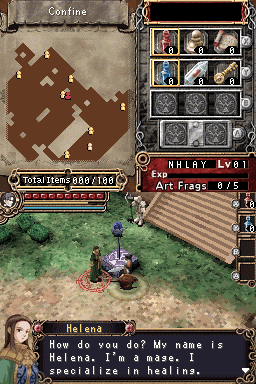 Confine
NHLAY Lv01
Exp
Art Frags 0/5
Total Items 000/100
Helena
How do you do? My name is
Helena. I'm a mage. I
specialize in healing.